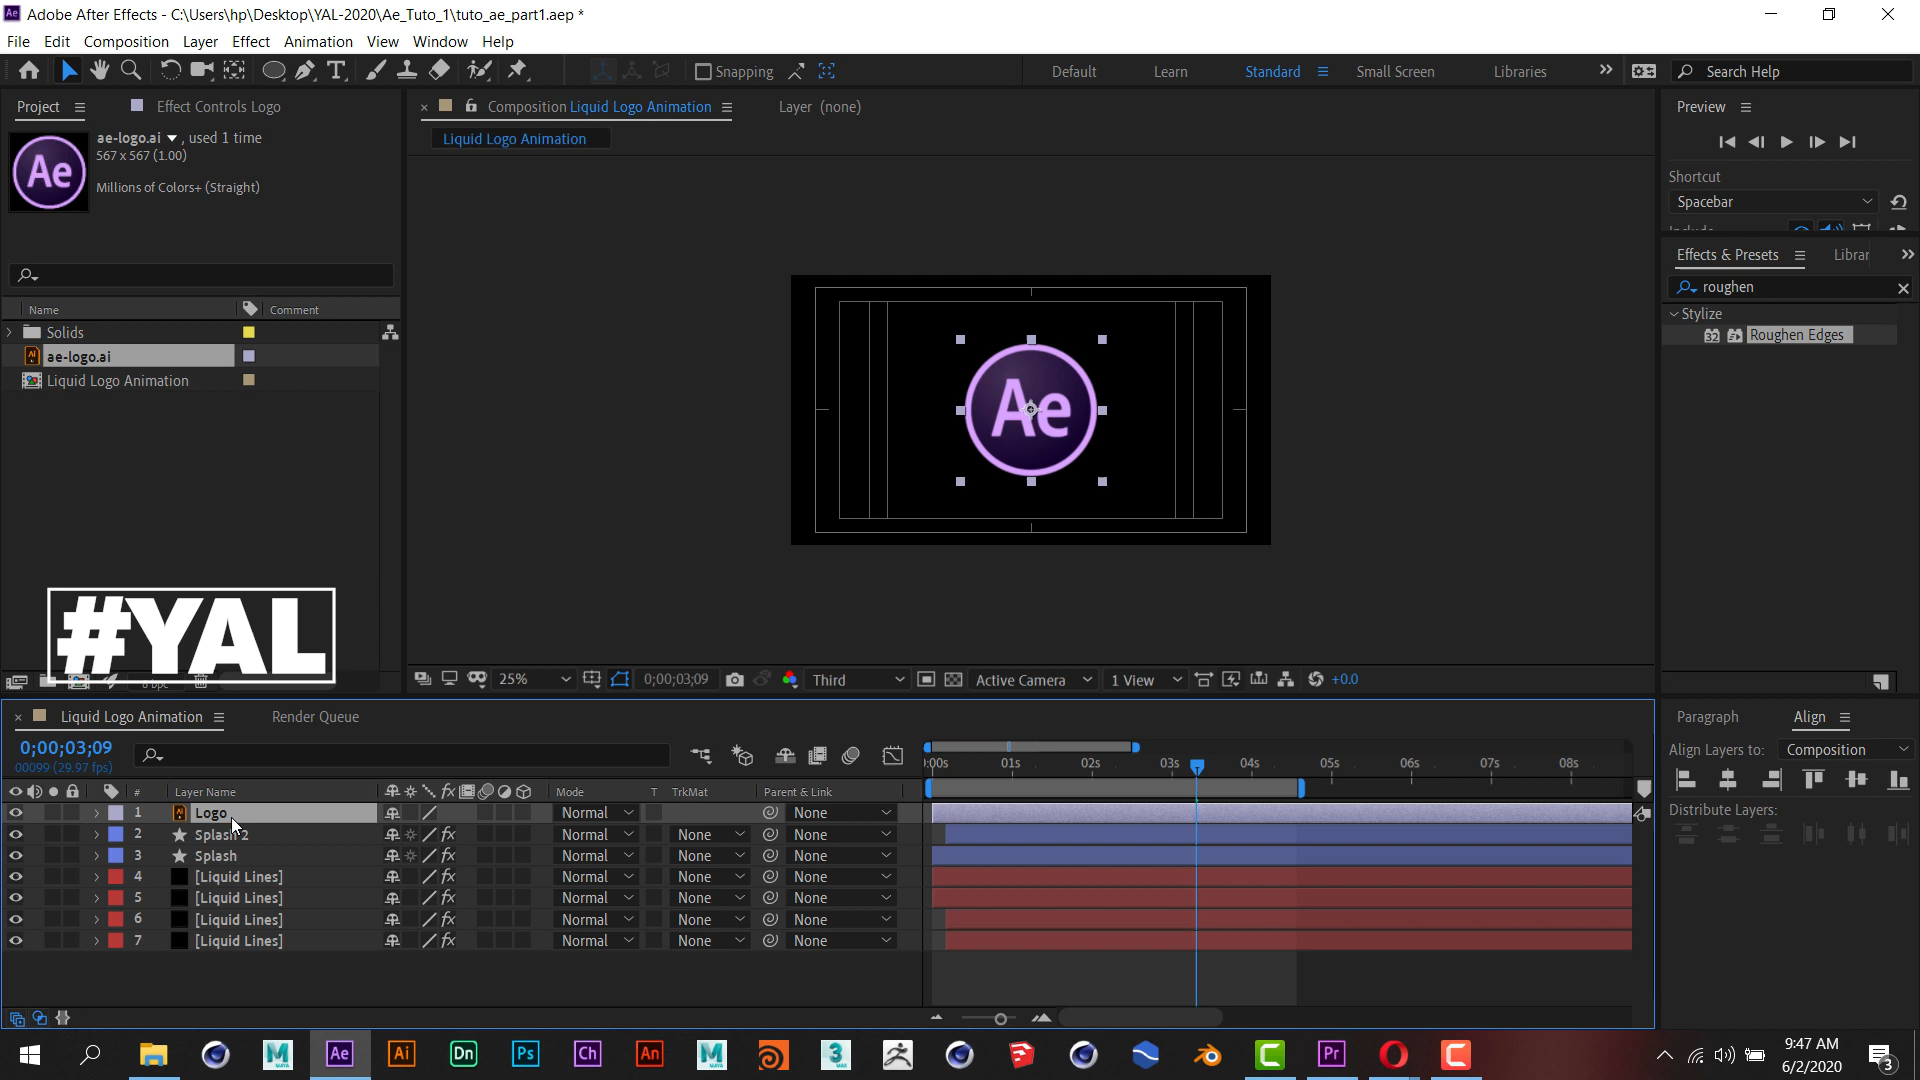 Adobe After Effects - C:\Users\hp\Desktop\YAL-2020\Ae_Tuto_1\tuto_ae_part1.aep *
File Edit Composition Layer Effect Animation View Window Help
Snapping Default Learn Standard Small Screen Libraries Search Help
Project Effect Controls Logo Composition Liquid Logo Animation Layer (none) Preview
ae-logo.ai , used 1 time
567 x 567 (1.00)
Millions of Colors+ (Straight)
Liquid Logo Animation
Shortcut
Spacebar
Effects & Presets Librar
roughen
Stylize
32 Roughen Edges
Name Comment
Solids
ae-logo.ai
Liquid Logo Animation
Ae
Ae
#YAL
25% 0;00;03;09 Third Active Camera 1 View +0.0
Liquid Logo Animation Render Queue
0;00;03;09
00099 (29.97 fps)
:00s 01s 02s 03s 04s 05s 06s 07s 08s
# Layer Name Mode T TrkMat Parent & Link
1 Logo Normal None
2 Splash 2 Normal None None
3 Splash Normal None None
4 [Liquid Lines] Normal None None
5 [Liquid Lines] Normal None None
6 [Liquid Lines] Normal None None
7 [Liquid Lines] Normal None None
Paragraph Align
Align Layers to: Composition
Distribute Layers:
Ae Ai Dn Ps Ch An Pr
9:47 AM
6/2/2020
3